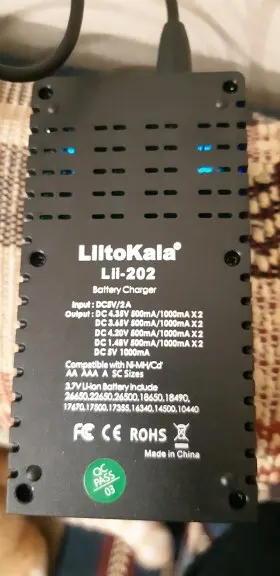 LiitoKala®
Lii-202
Battery Charger
Input : DC5V/2A
Output : DC 4.35V 500mA/1000mA X 2
DC 3.65V 500mA/1000mA X 2
DC 4.20V 500mA/1000mA X 2
DC 1.48V 500mA/1000mA X 2
DC 5V 1000mA
Compatible with Ni-MH/Cd
AA AAA A SC Sizes
3.7V Li-ion Battery Include
26650,22650,26500,18650,18490,
17670,17500,17355,16340,14500,10440
FC CE ROHS
Made in China
QC
PASS
03